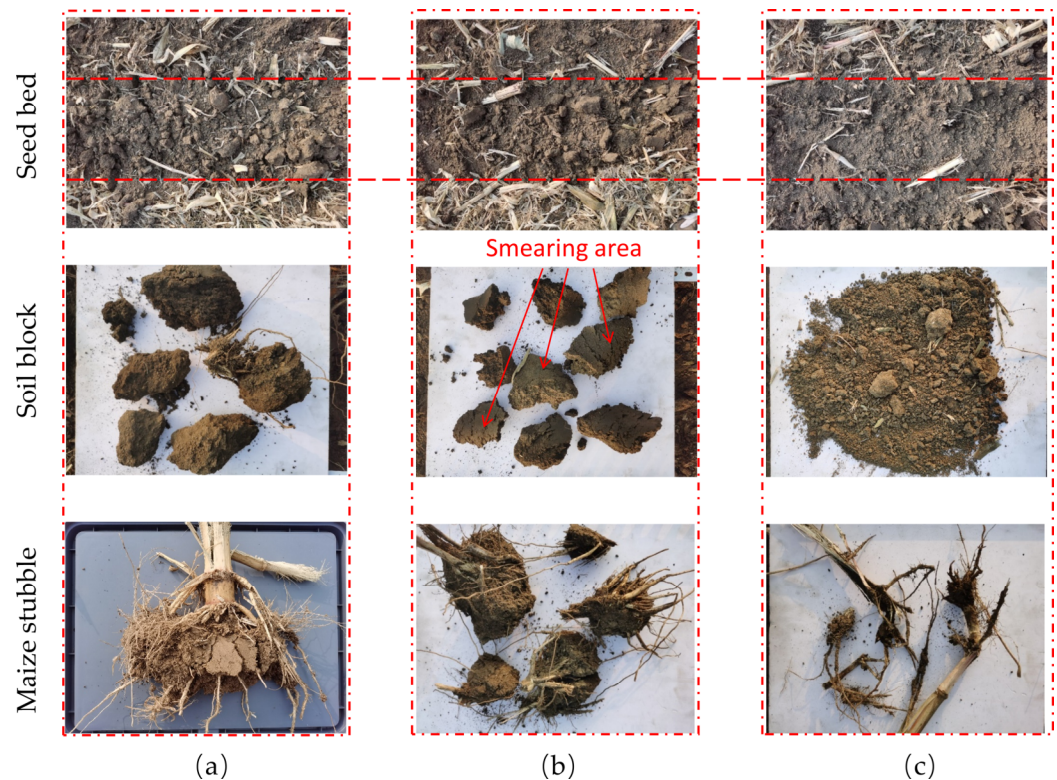 Seed bed
Smearing area
Soil block
Maize stubble
(a)
(b)
(c)